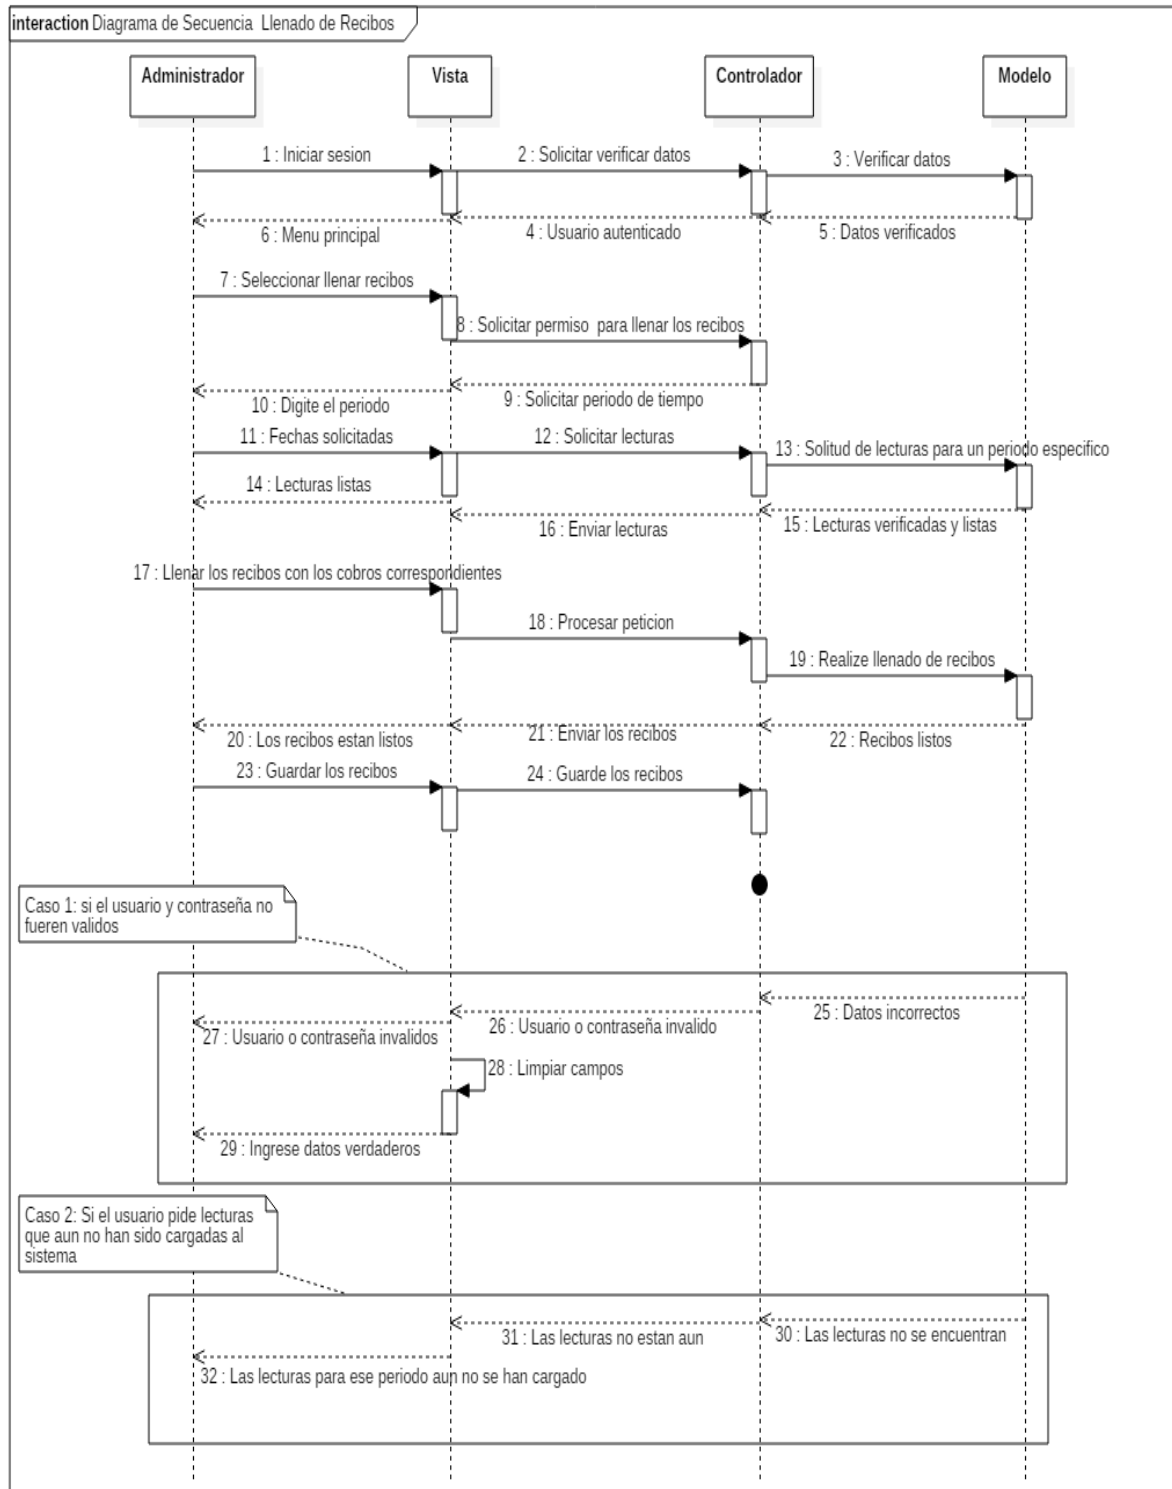 interaction Diagrama de Secuencia Llenado de Recibos
Administrador
Vista
Controlador
Modelo
1 : Iniciar sesion
2 : Solicitar verificar datos
3 : Verificar datos
6 : Menu principal
4 : Usuario autenticado
5 : Datos verificados
7 : Seleccionar llenar recibos
8 : Solicitar permiso para llenar los recibos
10 : Digite el periodo
9 : Solicitar periodo de tiempo
11 : Fechas solicitadas
12 : Solicitar lecturas
13 : Solitud de lecturas para un periodo especifico
14 : Lecturas listas
16 : Enviar lecturas
15 : Lecturas verificadas y listas
17 : Llenar los recibos con los cobros correspondientes
18 : Procesar peticion
19 : Realize llenado de recibos
20 : Los recibos estan listos
21 : Enviar los recibos
22 : Recibos listos
23 : Guardar los recibos
24 : Guarde los recibos
Caso 1: si el usuario y contraseña no
fueren validos
25 : Datos incorrectos
26 : Usuario o contraseña invalido
27 : Usuario o contraseña invalidos
28 : Limpiar campos
29 : Ingrese datos verdaderos
Caso 2: Si el usuario pide lecturas
que aun no han sido cargadas al
sistema
31 : Las lecturas no estan aun
30 : Las lecturas no se encuentran
32 : Las lecturas para ese periodo aun no se han cargado